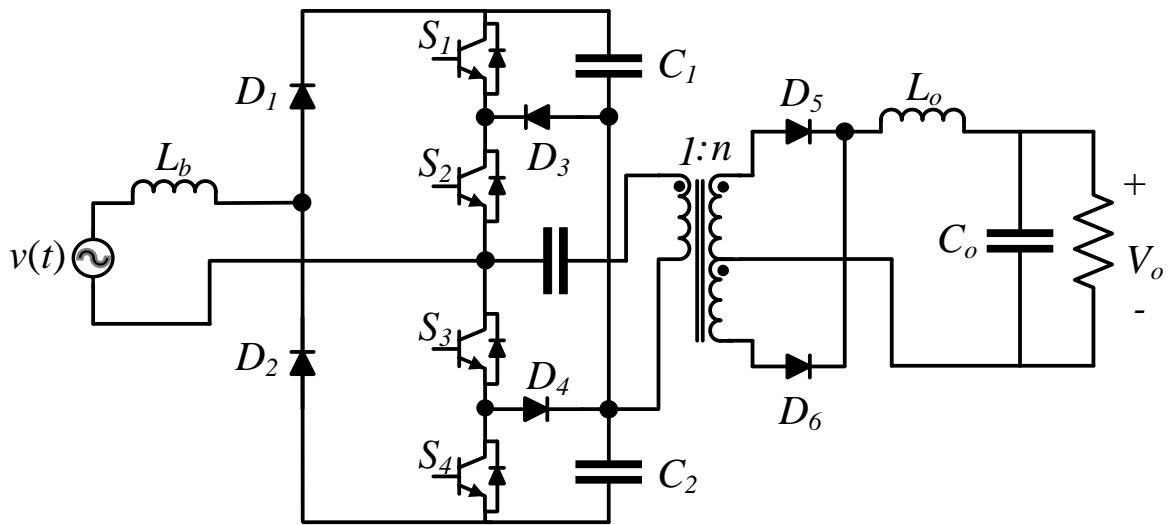 S1
C1
D1
D3
D5
Lo
1:n
Lb
S2
v(t)
Co
+
Vo
-
S3
D2
D4
D6
S4
C2